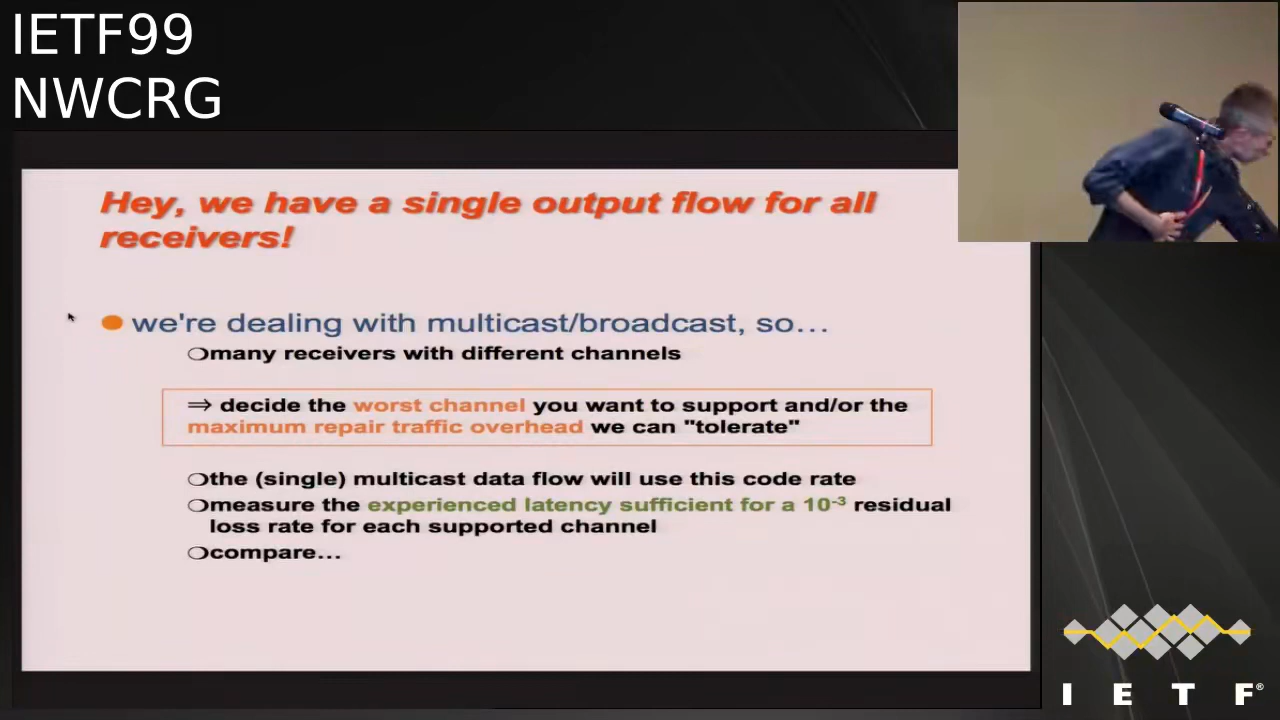 IETF99
NWCRG
Hey, we have a single output flow for all
receivers!
we're dealing with multicast/broadcast, so…
many receivers with different channels
⇒ decide the worst channel you want to support and/or the
maximum repair traffic overhead we can "tolerate"
the (single) multicast data flow will use this code rate
measure the experienced latency sufficient for a 10⁻³ residual
loss rate for each supported channel
compare…
I E T F®